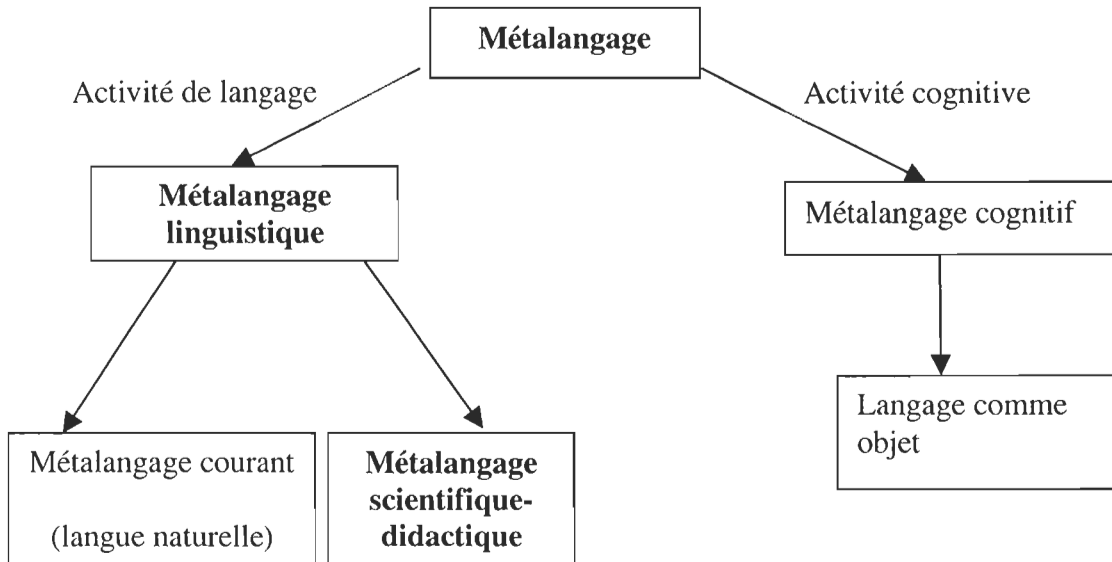 Métalangage
Activité de langage
Activité cognitive
Métalangage
linguistique
Métalangage cognitif
Langage comme
objet
Métalangage courant
(langue naturelle)
Métalangage
scientifique-
didactique